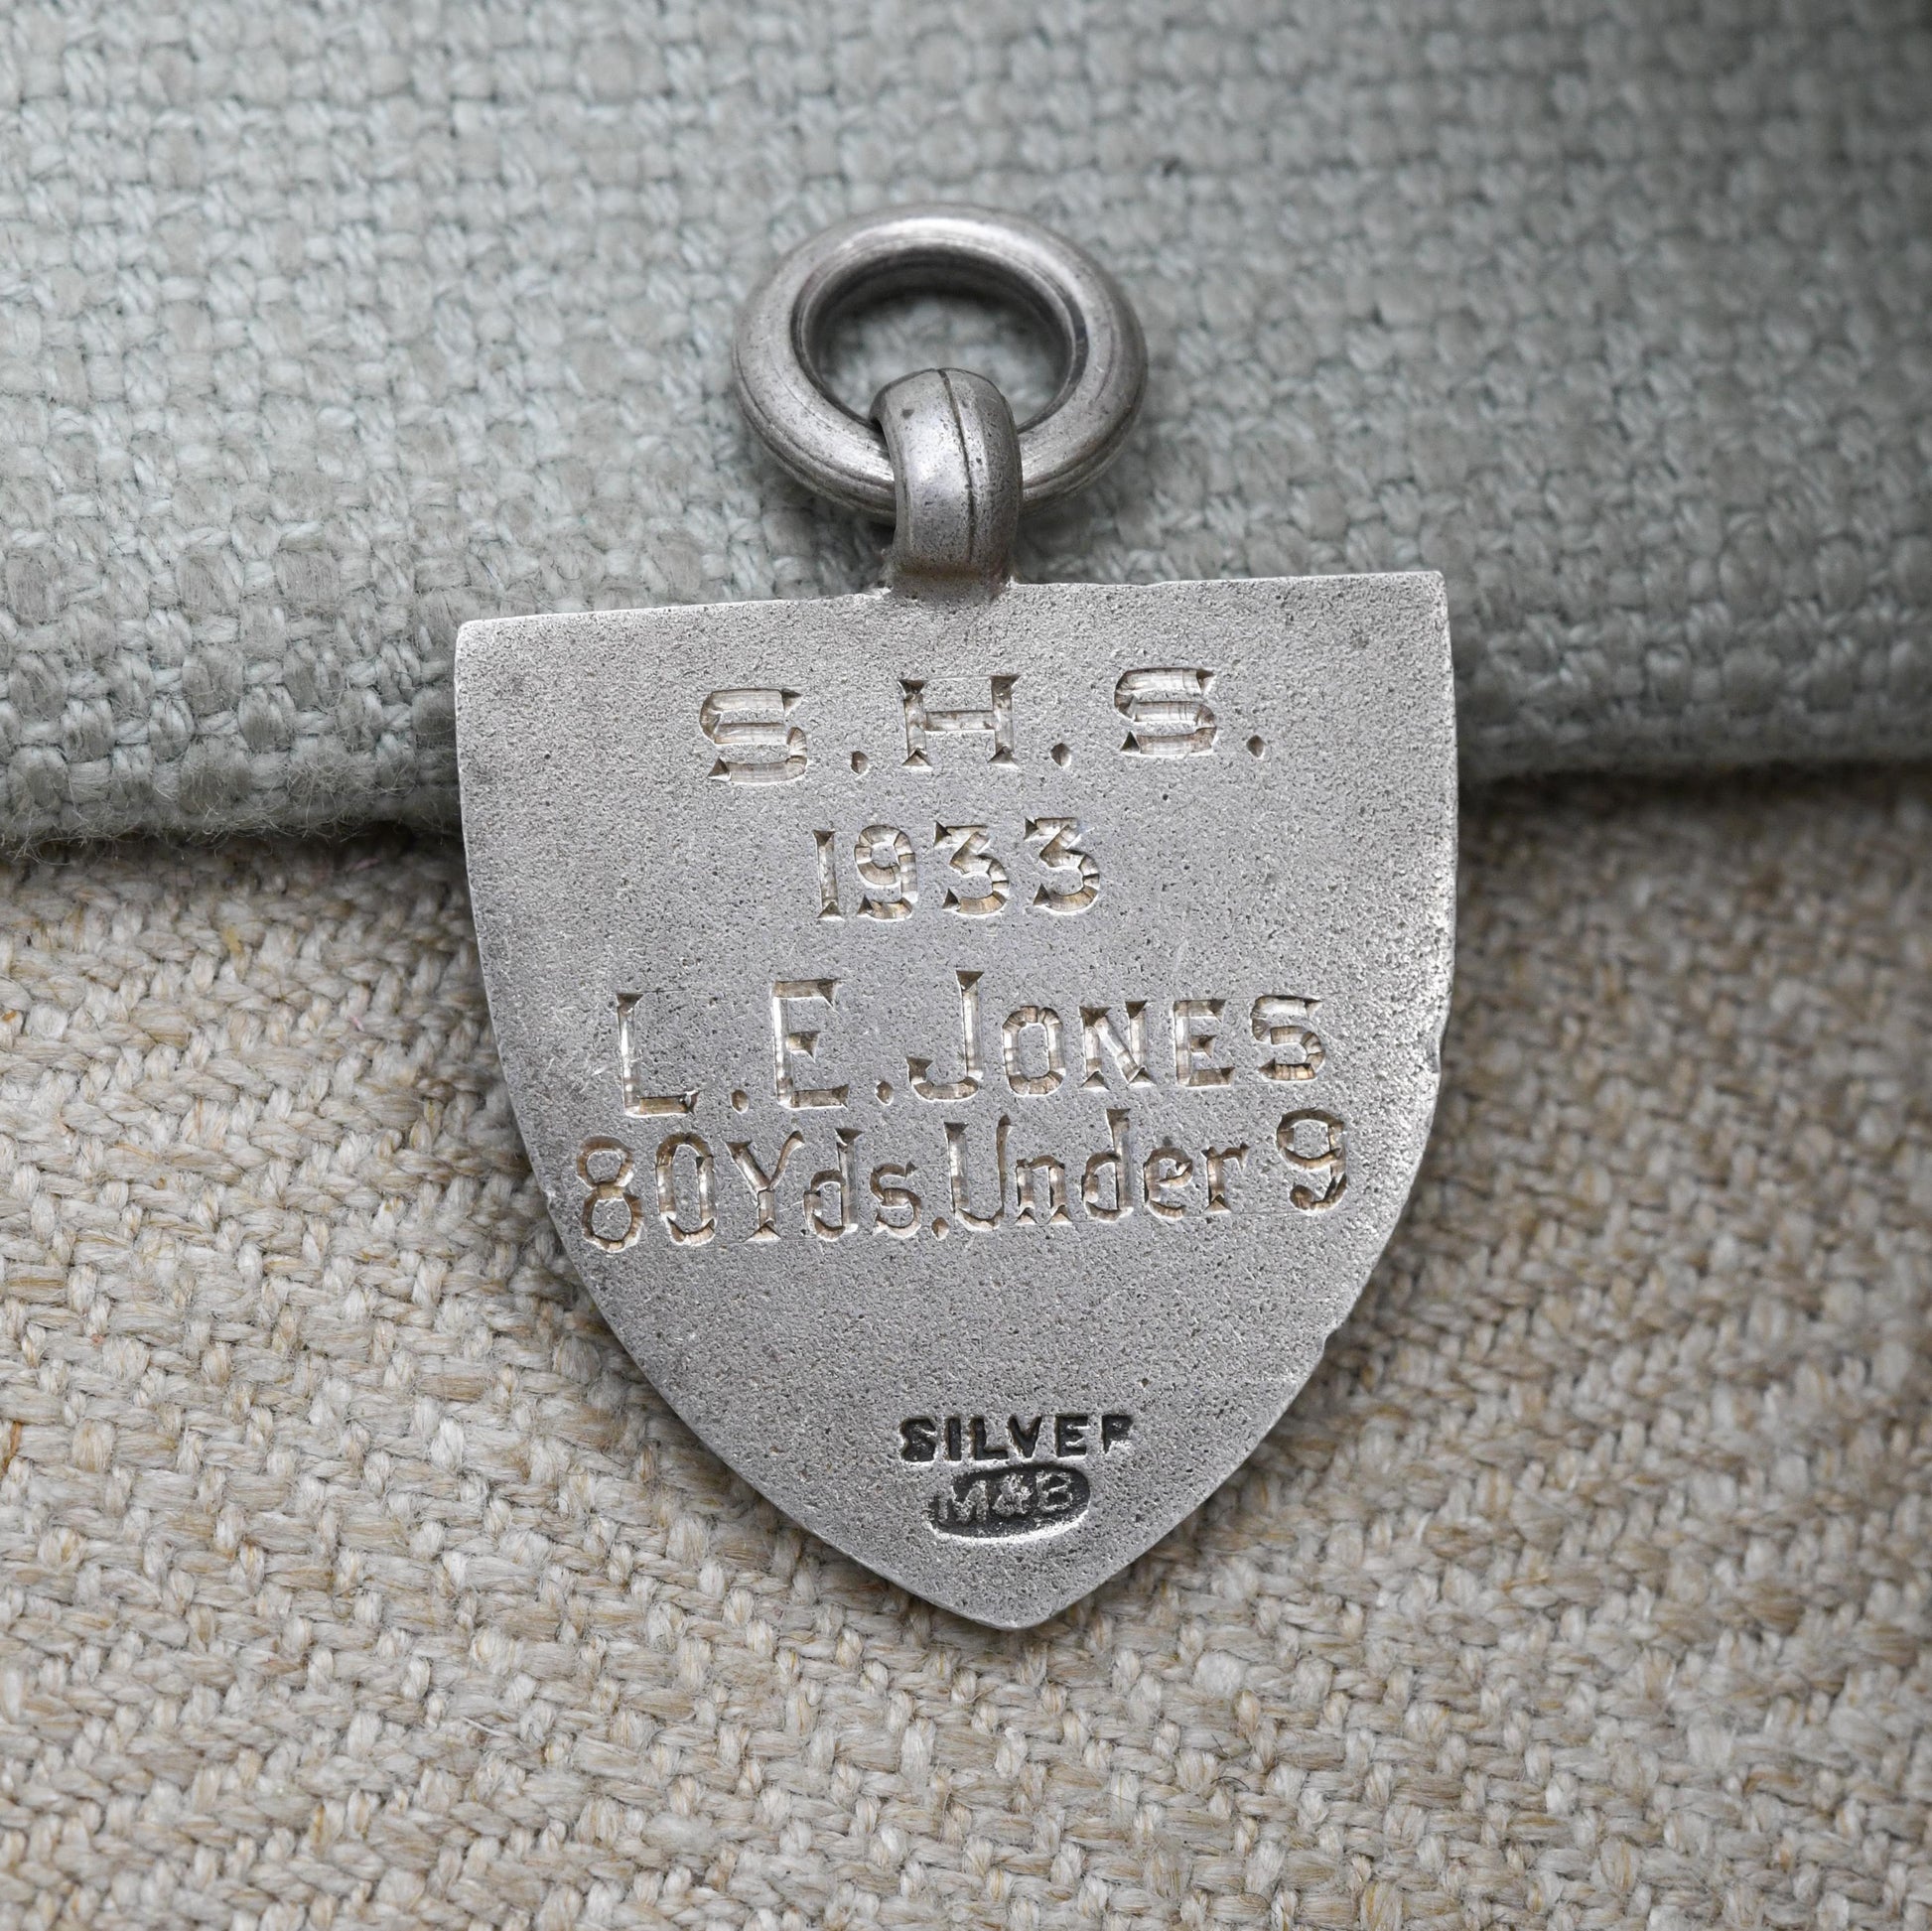 S.H.S.
1933
L.E.JONES
80Yds.Under 9
SILVER
M&B